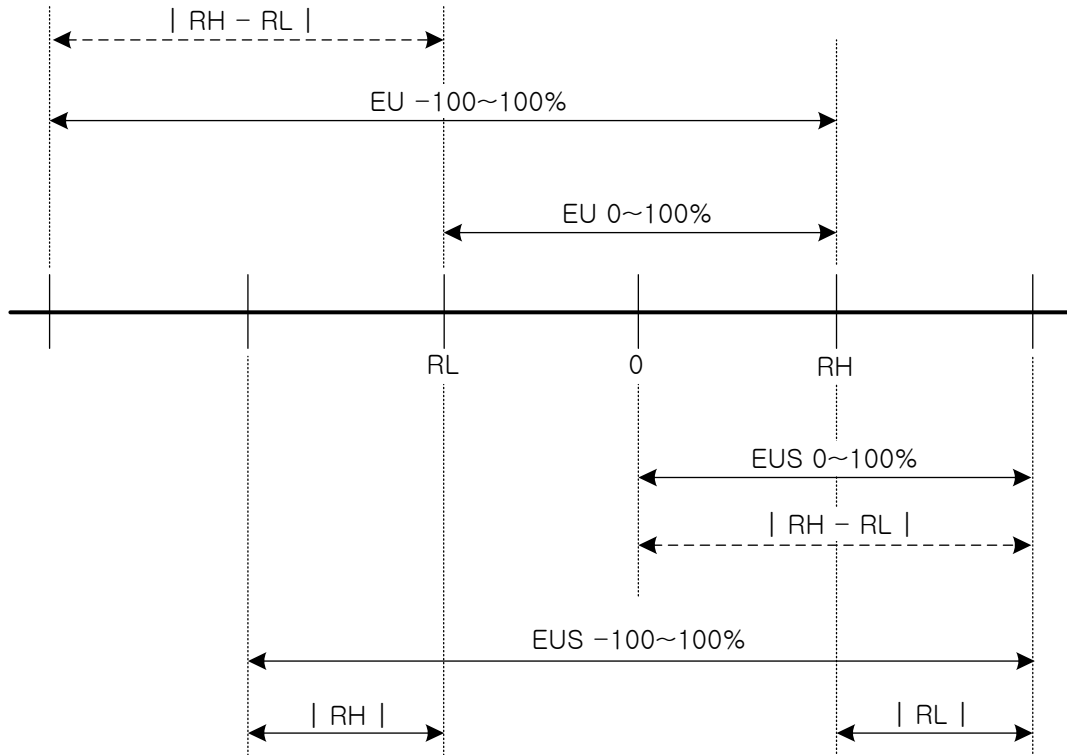 | RH - RL |
EU -100~100%
EU 0~100%
RL 0 RH
EUS 0~100%
| RH - RL |
EUS -100~100%
| RH | | RL |